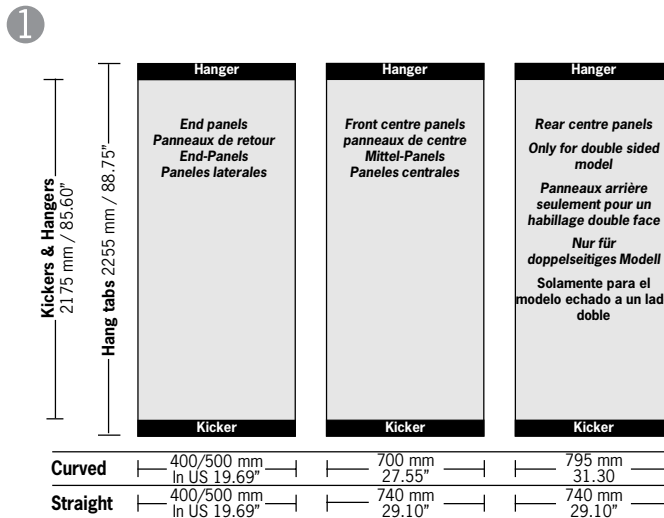 1
Hanger
Hanger
Hanger
Kickers & Hangers
2175 mm / 85.60”
Hang tabs 2255 mm / 88.75”
End panels
Panneaux de retour
End-Panels
Paneles laterales
Front centre panels
panneaux de centre
Mittel-Panels
Paneles centrales
Rear centre panels
Only for double sided
model
Panneaux arrière
seulement pour un
habillage double face
Nur für
doppelseitiges Modell
Solamente para el
modelo echado a un lad
doble
Kicker
Kicker
Kicker
Curved
400/500 mm
In US 19.69”
700 mm
27.55”
795 mm
31.30
Straight
400/500 mm
In US 19.69”
740 mm
29.10”
740 mm
29.10”